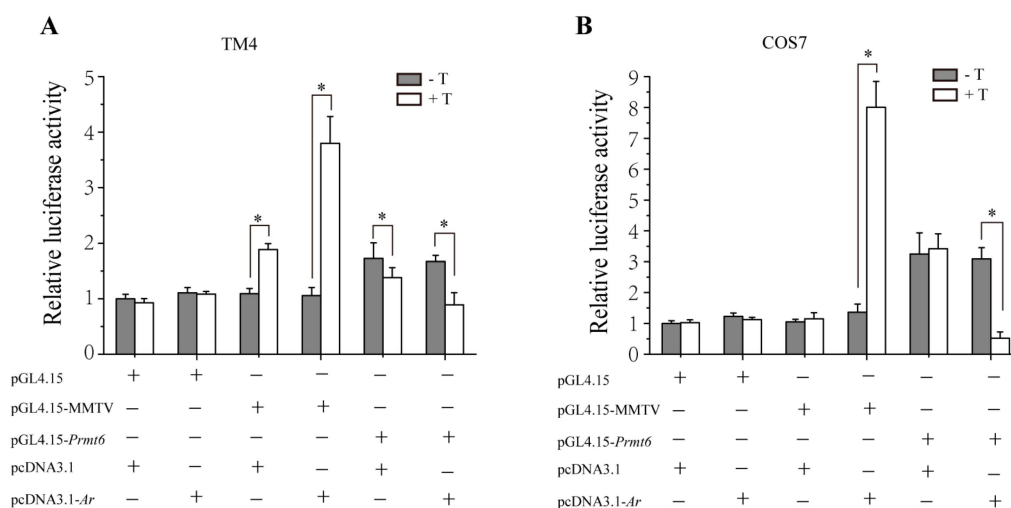 A
TM4
Relative luciferase activity
5
4
3
2
1
0
- T
+ T
*
*
*
*
pGL4.15 + + – – – –
pGL4.15-MMTV – – + + – –
pGL4.15-Prmt6 – – – – + +
pcDNA3.1 + – + – + –
pcDNA3.1-Ar – + – + – +
B
COS7
Relative luciferase activity
9
8
7
6
5
4
3
2
1
0
- T
+ T
*
*
pGL4.15 + + – – – –
pGL4.15-MMTV – – + + – –
pGL4.15-Prmt6 – – – – + +
pcDNA3.1 + – + – + –
pcDNA3.1-Ar – + – + – +